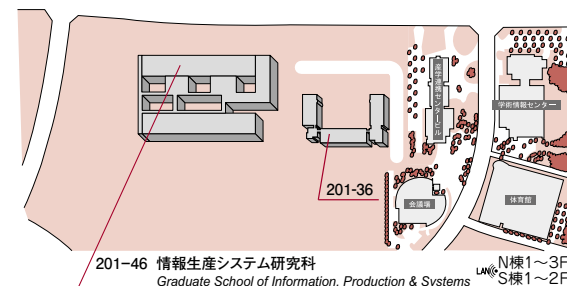 産学連携センタービル
学術情報センター
201-36
会議場
体育館
201−46 情報生産システム研究科
Graduate School of Information, Production & Systems
LAN N棟1〜3F
S棟1〜2F